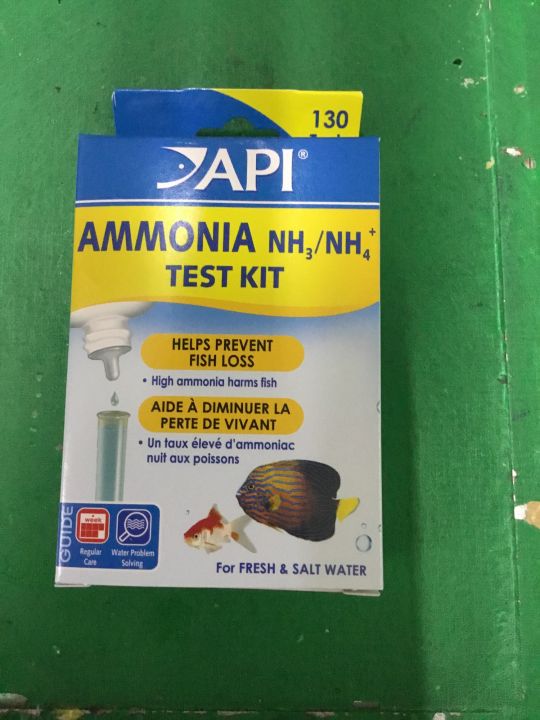 130
API®
AMMONIA NH₃/NH₄⁺
TEST KIT
HELPS PREVENT
FISH LOSS
• High ammonia harms fish
AIDE À DIMINUER LA
PERTE DE VIVANT
• Un taux élevé d'ammoniac
nuit aux poissons
GUIDE
week
Regular
Care
Water Problem
Solving
For FRESH & SALT WATER